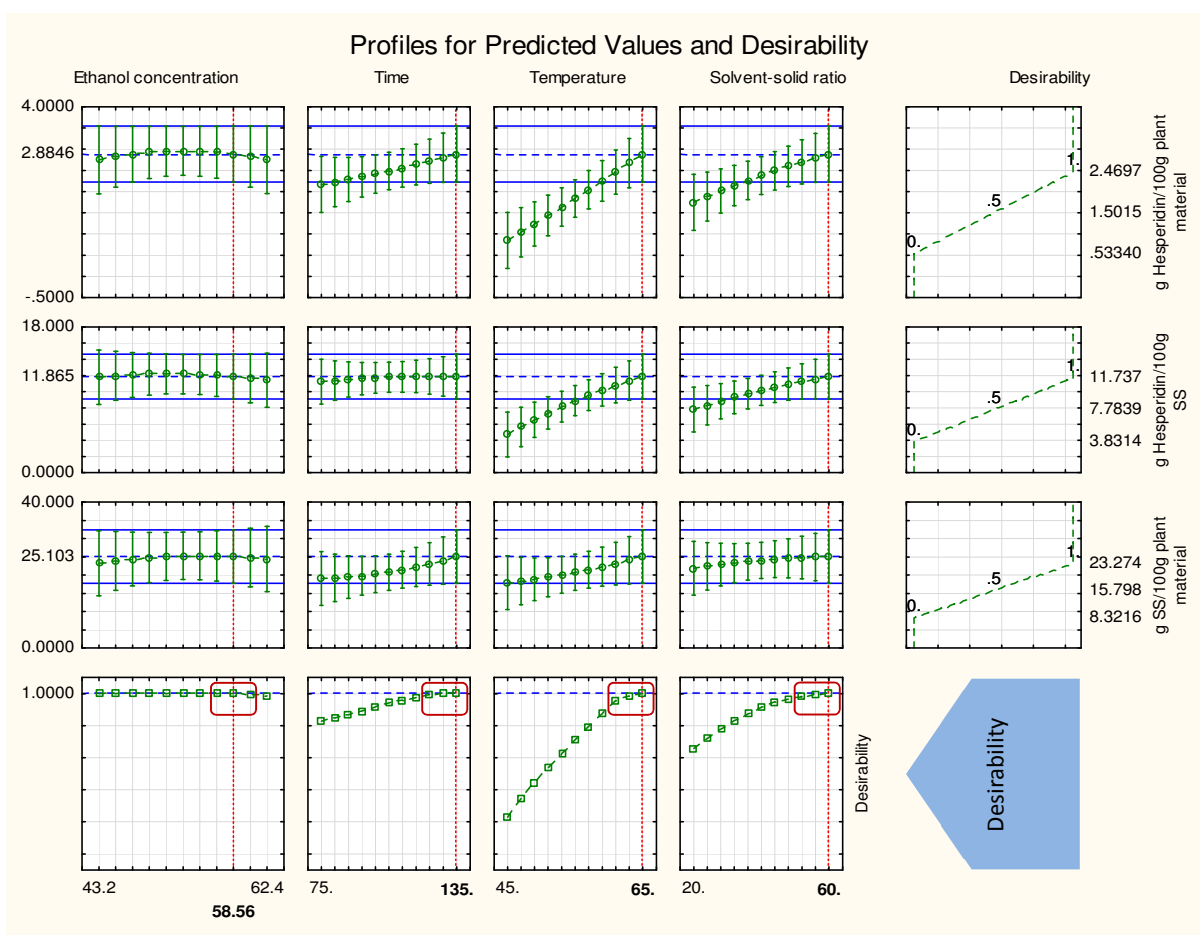 Profiles for Predicted Values and Desirability
Ethanol concentration
Time
Temperature
Solvent-solid ratio
Desirability
4.0000
2.8846
-.5000
1.
.5
0.
2.4697
1.5015
.53340
g Hesperidin/100g plant
material
18.000
11.865
0.0000
1.
.5
0.
11.737
7.7839
3.8314
g Hesperidin/100g
SS
40.000
25.103
0.0000
1.
.5
0.
23.274
15.798
8.3216
g SS/100g plant
material
1.0000
Desirability
Desirability
43.2
62.4
75.
135.
45.
65.
20.
60.
58.56